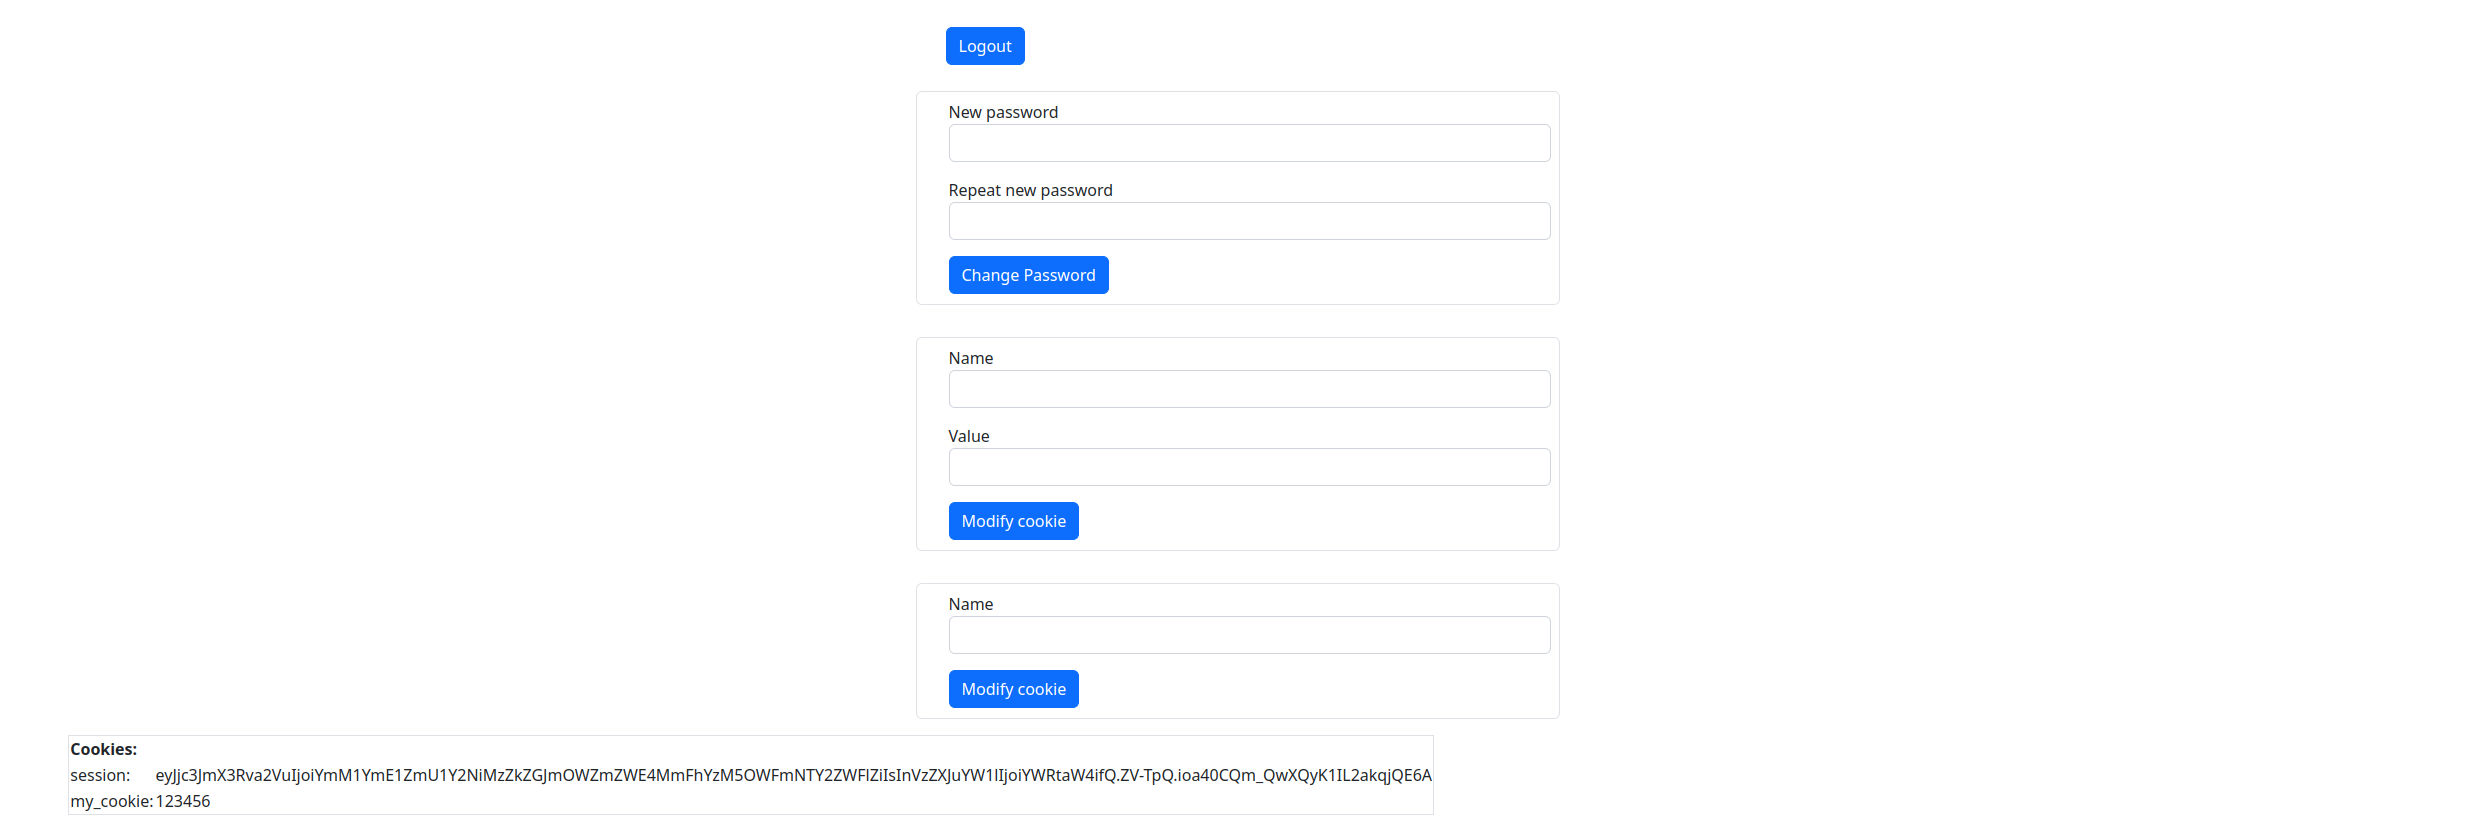 Logout
New password
Repeat new password
Change Password
Name
Value
Modify cookie
Name
Modify cookie
Cookies:
session: eyJjc3JmX3Rva2VuIjoiYmM1YmE1ZmU1Y2NiMzZkZGJmOWZmZWE4MmFhYzM5OWFmNTY2ZWFlZiIsInVzZXJuYW1lIjoiYWRtaW4ifQ.ZV-TpQ.ioa40CQm_QwXQyK1IL2akqjQE6A
my_cookie: 123456